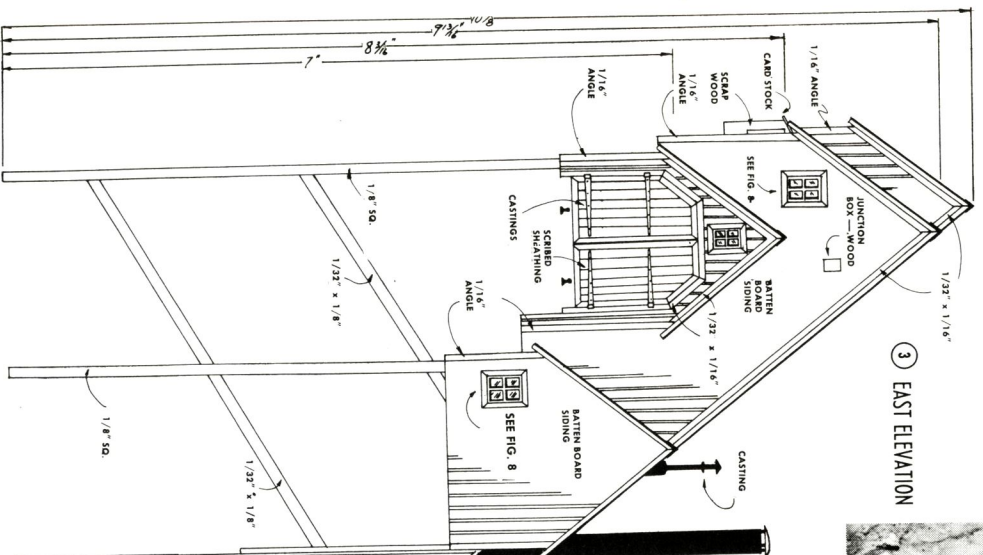 9 13/16"
8 3/16"
7"
1/16" ANGLE
CARD STOCK
SCRAP
WOOD
1/16"
ANGLE
1/16"
ANGLE
SEE FIG. 8
JUNCTION
BOX — WOOD
1/32" x 1/16"
BATTEN
BOARD
SIDING
1/32 x 1/16"
CASTINGS
SCRIBED
SHEATHING
1/8" SQ.
1/32" x 1/8"
1/16"
ANGLE
3 EAST ELEVATION
BATTEN BOARD
SIDING
SEE FIG. 8
CASTING
1/8" SQ.
1/32" x 1/8"